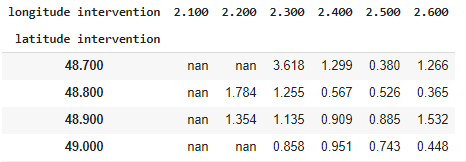 longitude intervention 2.100 2.200 2.300 2.400 2.500 2.600
latitude intervention
48.700 nan nan 3.618 1.299 0.380 1.266
48.800 nan 1.784 1.255 0.567 0.526 0.365
48.900 nan 1.354 1.135 0.909 0.885 1.532
49.000 nan nan 0.858 0.951 0.743 0.448